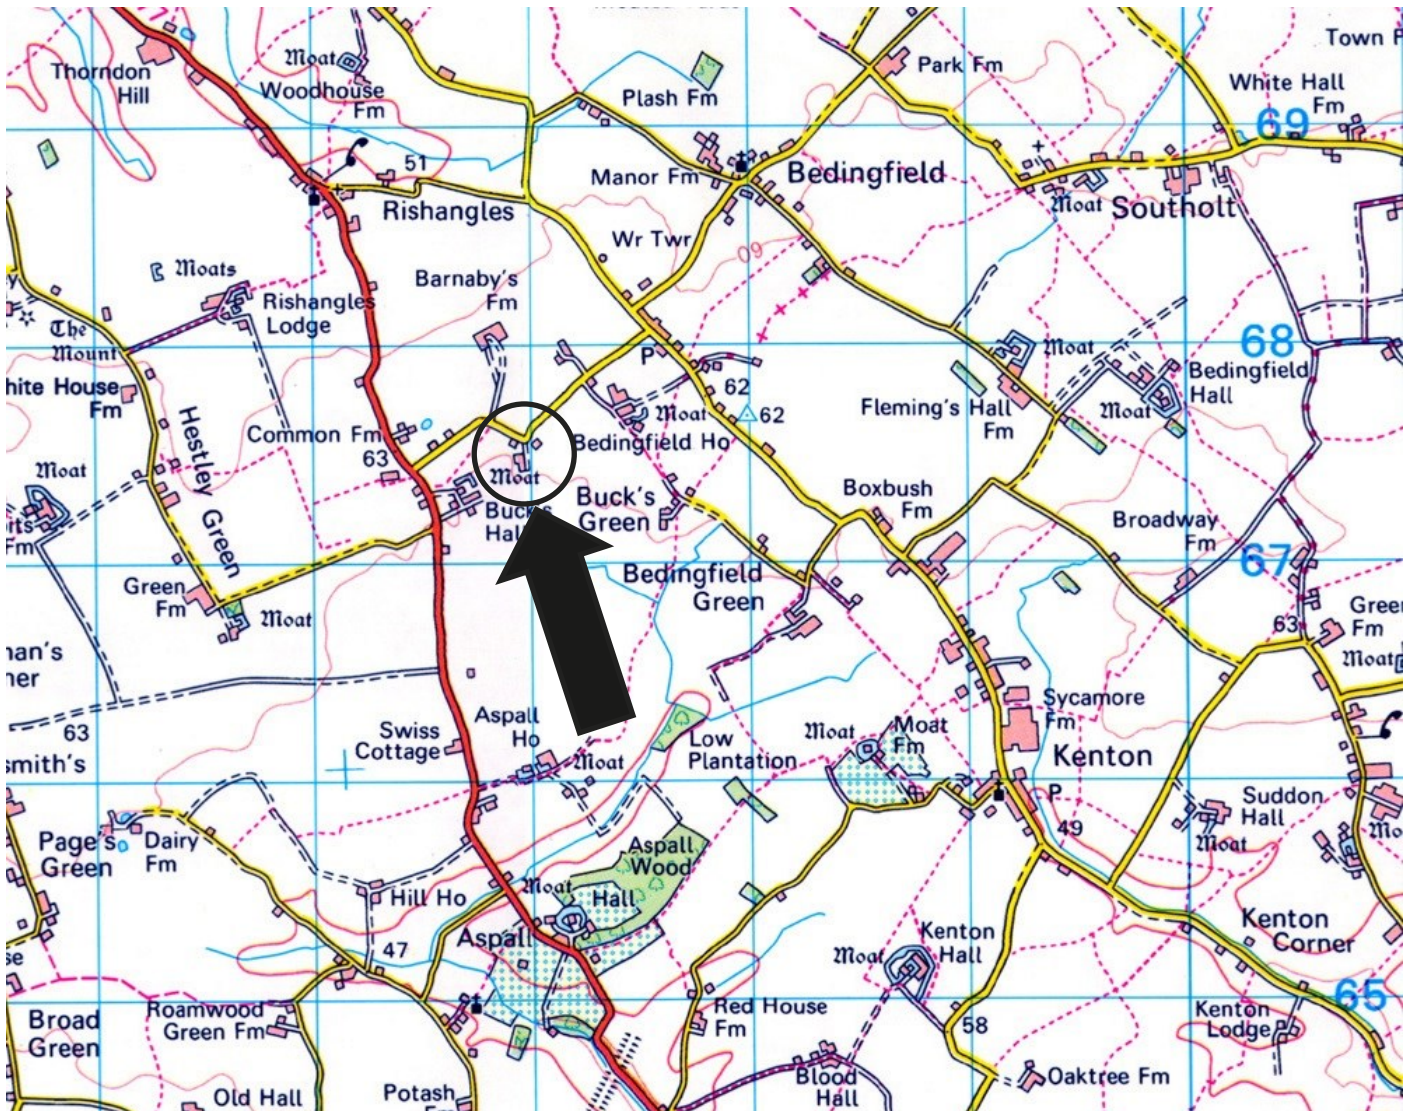 Thorndon
Hill
Moat
Woodhouse
Fm
Plash Fm
Park Fm
Town
White Hall
Fm
69
51
Rishangles
Manor Fm
Bedingfield
Moat
Southolt
Wr Twr
60
Moats
Rishangles
Lodge
Barnaby's
Fm
The
Mount
White House
Fm
P
68
62
62
Moat
Bedingfield
Hall
Moat
Fleming's Hall
Fm
Moat
Bedingfield Ho
Hestley Green
Common Fm
63
Moat
Moat
Buck's
Hall
Buck's
Green
Boxbush
Fm
Broadway
Fm
Fm
67
Green
Fm
Moat
Bedingfield
Green
63
Fm
Moat
63
smith's
Swiss
Cottage
Aspall
Ho
Moat
Low
Plantation
Moat
Moat
Fm
Sycamore
Fm
Kenton
P
49
Suddon
Hall
Moat
Page's
Green
Dairy
Fm
Aspall
Wood
Hill Ho
Moat
Hall
Aspall
47
Kenton
Hall
Moat
Kenton
Corner
65
Broad
Green
Roamwood
Green Fm
Red House
Fm
58
Kenton
Lodge
Old Hall
Potash
Fm
Blood
Hall
Oaktree Fm